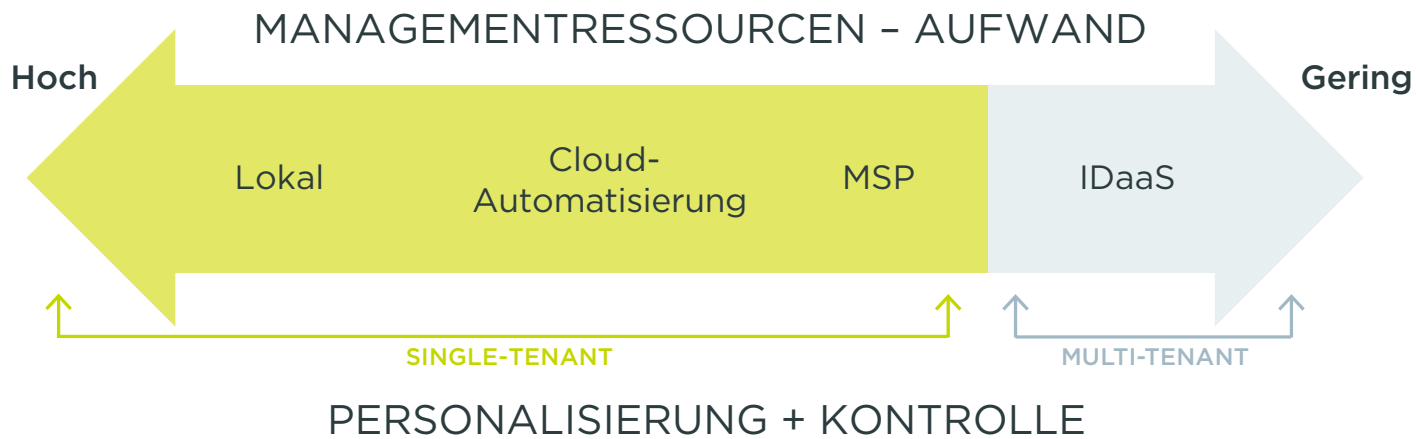 MANAGEMENTRESSOURCEN – AUFWAND
Hoch
Gering
Lokal
Cloud-
Automatisierung
MSP
IDaaS
SINGLE-TENANT
MULTI-TENANT
PERSONALISIERUNG + KONTROLLE